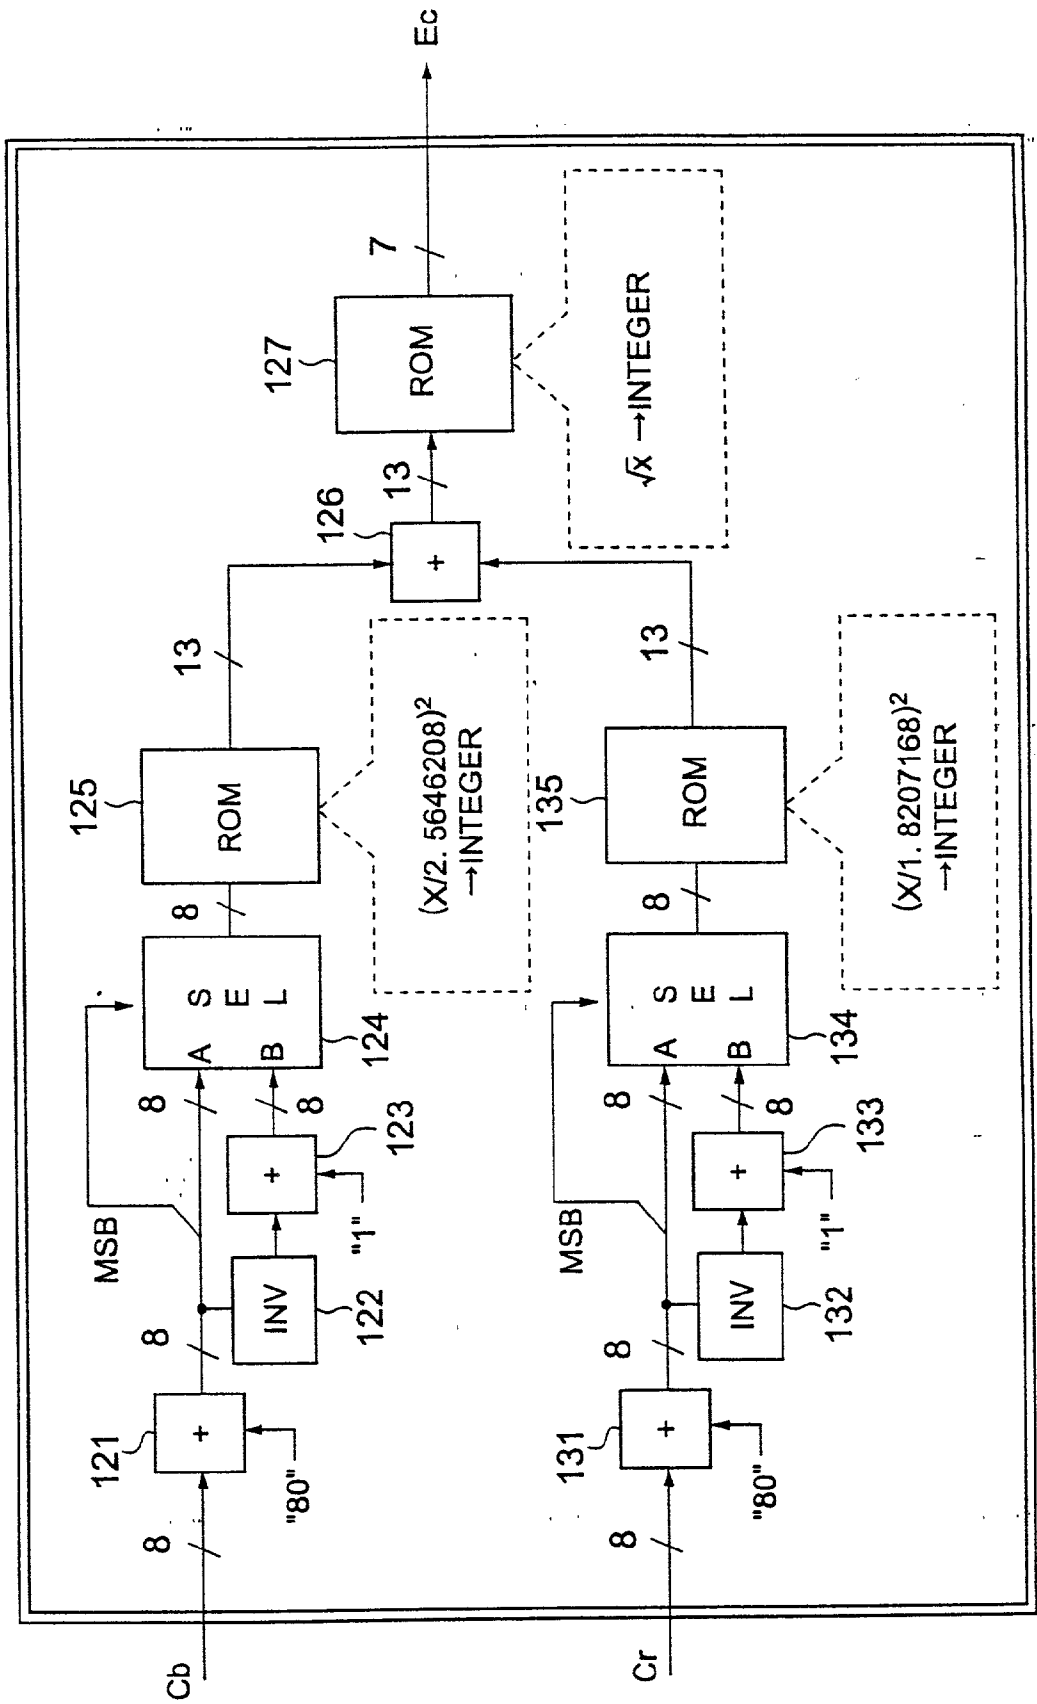 Cb
8
121
+
"80"
8
MSB
INV
122
+
123
"1"
8
8
A
B
S
E
L
124
8
125
ROM
(X/2. 5646208)²
→INTEGER
13
Cr
8
131
+
"80"
8
MSB
INV
132
+
133
"1"
8
8
A
B
S
E
L
134
8
135
ROM
(X/1. 8207168)²
→INTEGER
13
126
+
13
127
ROM
√x →INTEGER
7
Ec